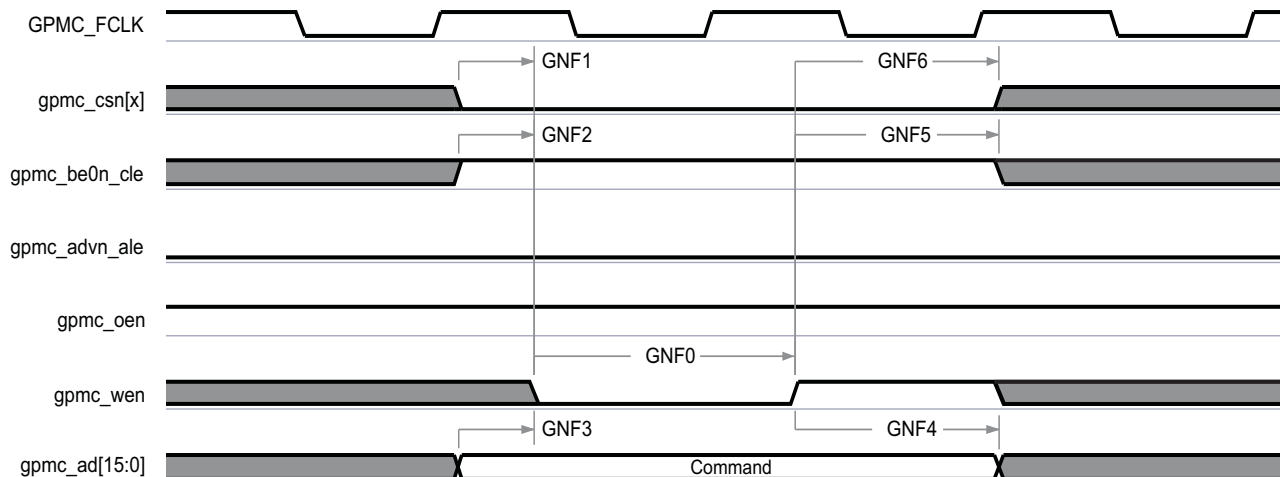 GPMC_FCLK
GNF1
GNF6
gpmc_csn[x]
GNF2
GNF5
gpmc_be0n_cle
gpmc_advn_ale
gpmc_oen
GNF0
gpmc_wen
GNF3
GNF4
gpmc_ad[15:0]
Command